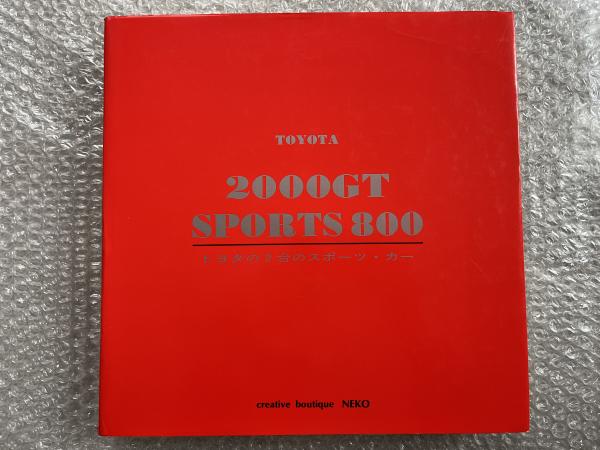 TOYOTA
2000GT
SPORTS 800
トヨタの2台のスポーツ・カー
creative boutique NEKO